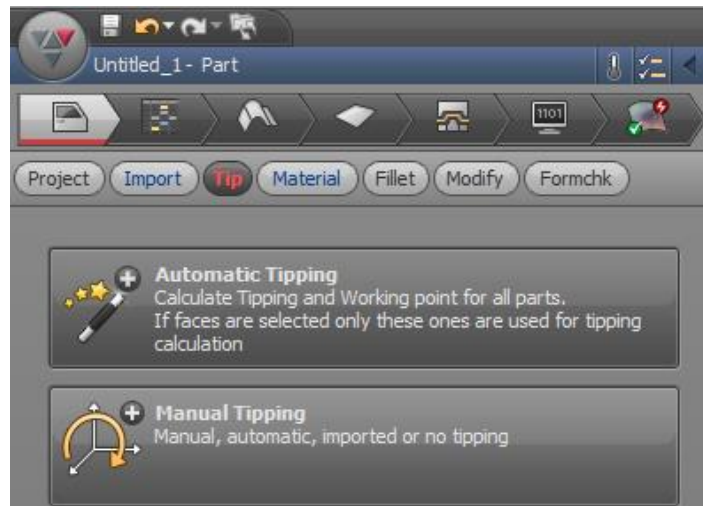 Untitled_1 - Part
1101
Project Import Tip Material Fillet Modify Formchk
Automatic Tipping
Calculate Tipping and Working point for all parts.
If faces are selected only these ones are used for tipping
calculation
Manual Tipping
Manual, automatic, imported or no tipping